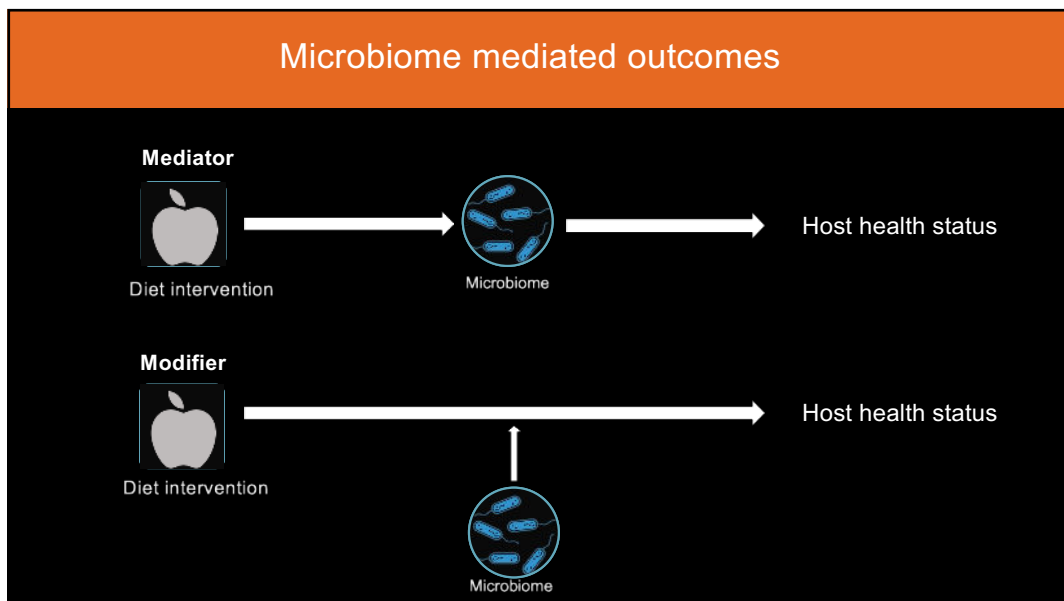 Microbiome mediated outcomes
Mediator
Diet intervention
Microbiome
Host health status
Modifier
Diet intervention
Host health status
Microbiome